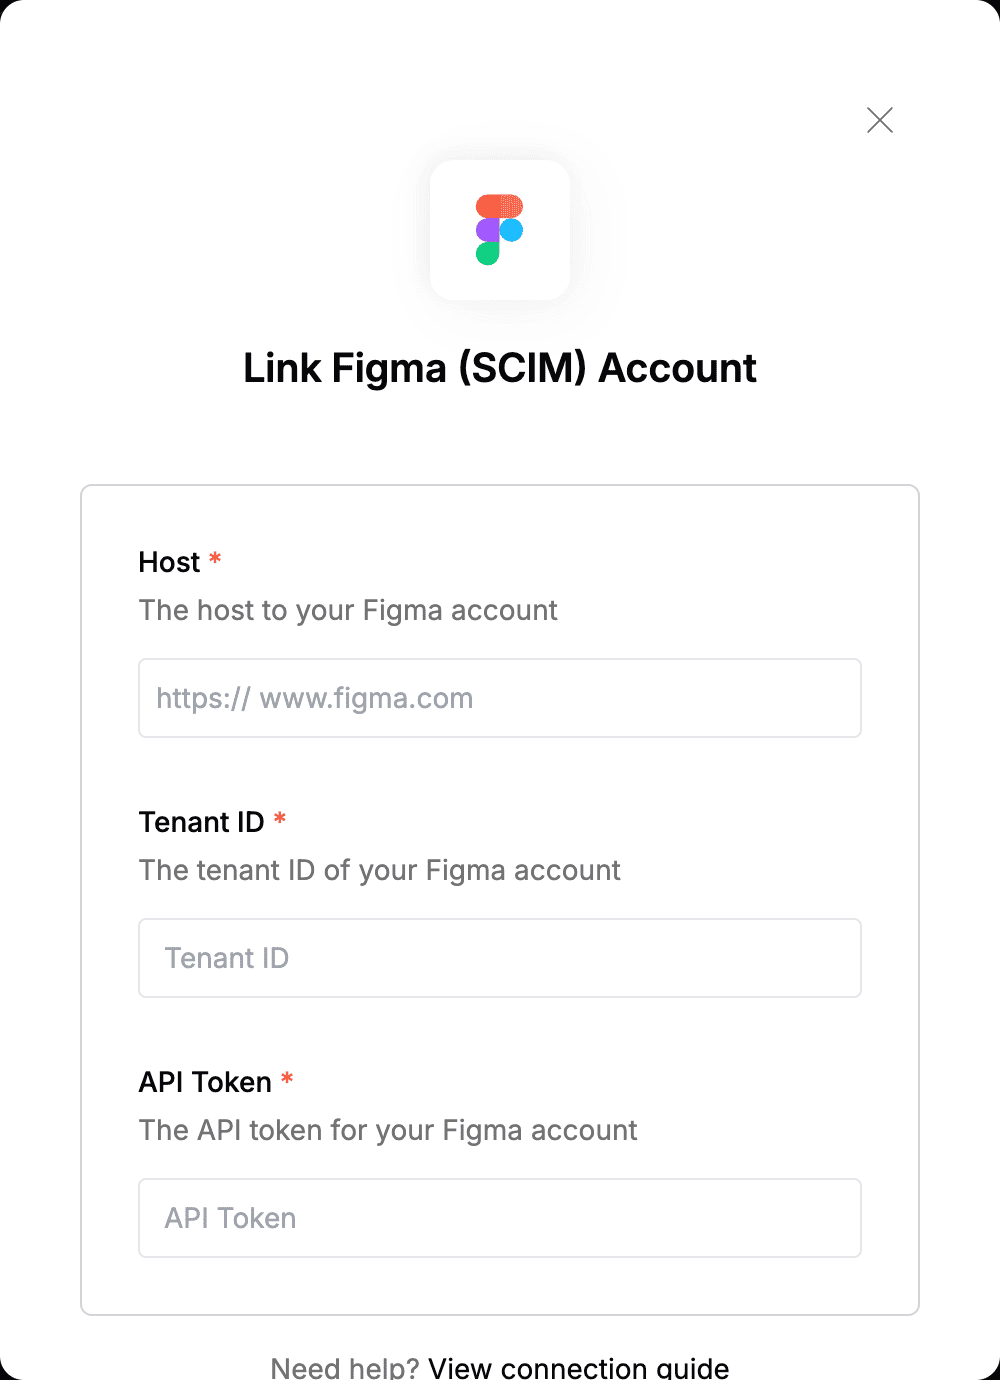 Link Figma (SCIM) Account
Host *
The host to your Figma account
https:// www.figma.com
Tenant ID *
The tenant ID of your Figma account
Tenant ID
API Token *
The API token for your Figma account
API Token
Need help? View connection guide